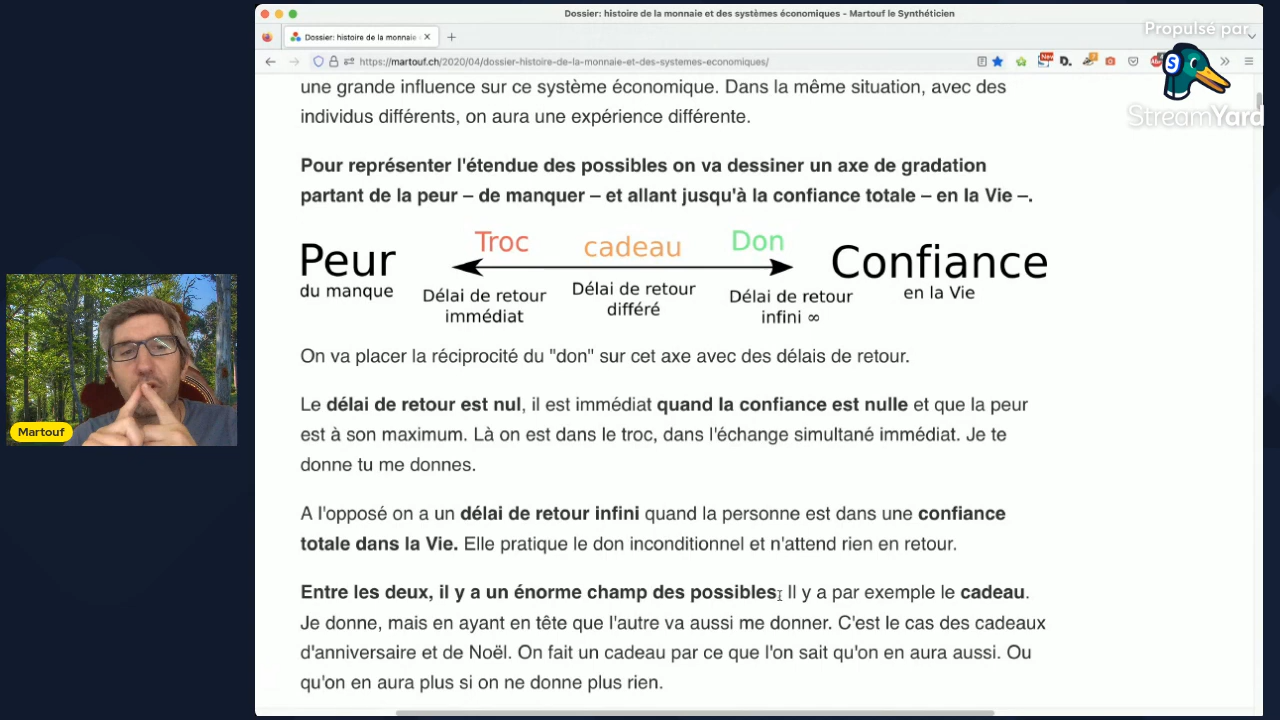 Dossier: histoire de la monnaie et des systèmes économiques - Martouf le Synthéticien
Dossier: histoire de la monnaie
https://martouf.ch/2020/04/dossier-histoire-de-la-monnaie-et-des-systemes-economiques/
Propulsé par
StreamYard
une grande influence sur ce système économique. Dans la même situation, avec des
individus différents, on aura une expérience différente.
Pour représenter l'étendue des possibles on va dessiner un axe de gradation
partant de la peur – de manquer – et allant jusqu'à la confiance totale – en la Vie –.
Peur
du manque
Troc
cadeau
Don
Confiance
en la Vie
Délai de retour
immédiat
Délai de retour
différé
Délai de retour
infini ∞
On va placer la réciprocité du "don" sur cet axe avec des délais de retour.
Le délai de retour est nul, il est immédiat quand la confiance est nulle et que la peur
est à son maximum. Là on est dans le troc, dans l'échange simultané immédiat. Je te
donne tu me donnes.
A l'opposé on a un délai de retour infini quand la personne est dans une confiance
totale dans la Vie. Elle pratique le don inconditionnel et n'attend rien en retour.
Entre les deux, il y a un énorme champ des possibles. Il y a par exemple le cadeau.
Je donne, mais en ayant en tête que l'autre va aussi me donner. C'est le cas des cadeaux
d'anniversaire et de Noël. On fait un cadeau par ce que l'on sait qu'on en aura aussi. Ou
qu'on en aura plus si on ne donne plus rien.
Martouf